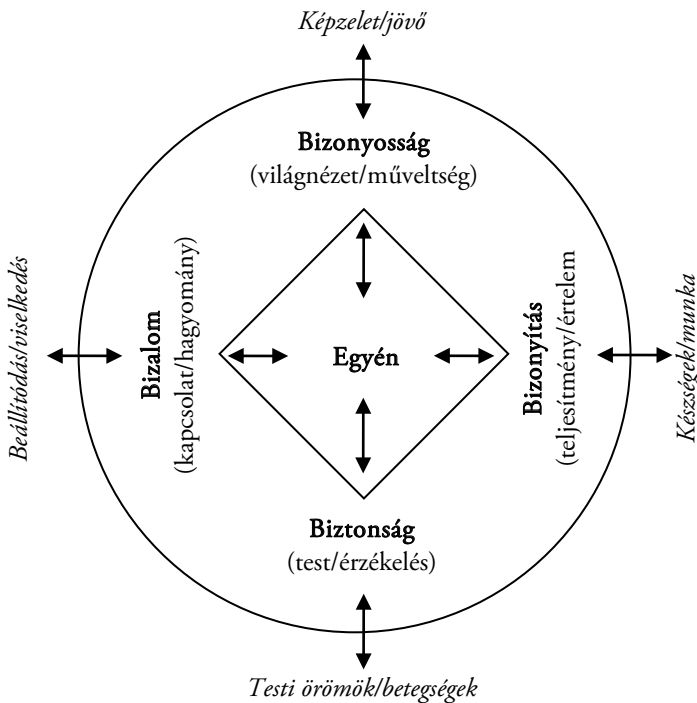 Képzelet/jövő
Bizonyosság
(világnézet/műveltség)
Beállítódás/viselkedés
Bizalom
(kapcsolat/hagyomány)
Egyén
Bizonyítás
(teljesítmény/értelem
Készségek/munka
Biztonság
(test/érzékelés)
Testi örömök/betegségek